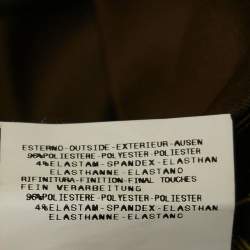 ESTERNO-OUTSIDE-EXTERIEUR-AUSEN
96%POLIESTERE-POLYESTER-POLIESTER
4%ELASTAM-SPANDEX-ELASTHAN
ELASTHANNE-ELASTANO
RIFINITURA-FINITION-FINAL TOUCHES
FEIN VERARBEITUNG
96%POLIESTERE-POLYESTER-POLIESTER
4%ELASTAM-SPANDEX-ELASTHAN
ELASTHANNE-ELASTANO